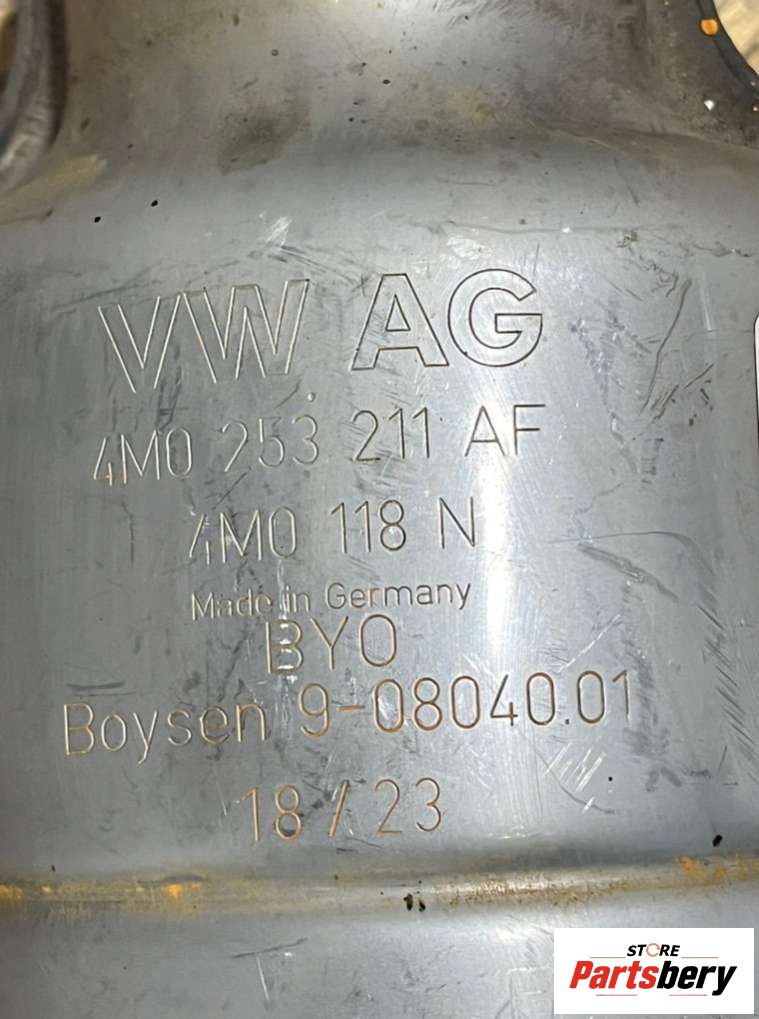 VW AG
4M0 253 211 AF
4M0 118 N
Made in Germany
BYO
Boysen 9-08040.01
18 / 23
STORE
Partsbery